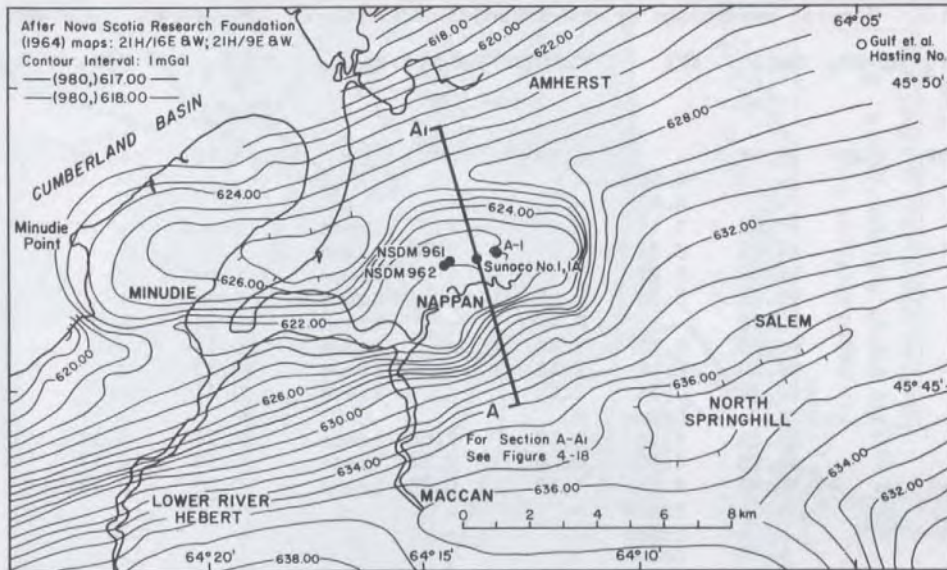 After Nova Scotia Research Foundation
(1964) maps: 21H/16E & W; 21H/9E & W
Contour Interval: 1mGal
(980,)617.00
(980,)618.00
64°05'
Gulf et. al.
Hasting No.
45°50'
618.00
620.00
622.00
AMHERST
628.00
CUMBERLAND BASIN
A1
624.00
624.00
632.00
Minudie
Point
NSDM 961
A-1
NSDM 962
Sunoco No.1, 1A
626.00
MINUDIE
NAPPAN
622.00
SALEM
620.00
636.00
45°45'
628.00
NORTH
SPRINGHILL
630.00
A
For Section A-A1
See Figure 4-18
634.00
634.00
636.00
632.00
LOWER RIVER
HEBERT
MACCAN
0 2 4 6 8 km
638.00
64°20'
64°15'
64°10'